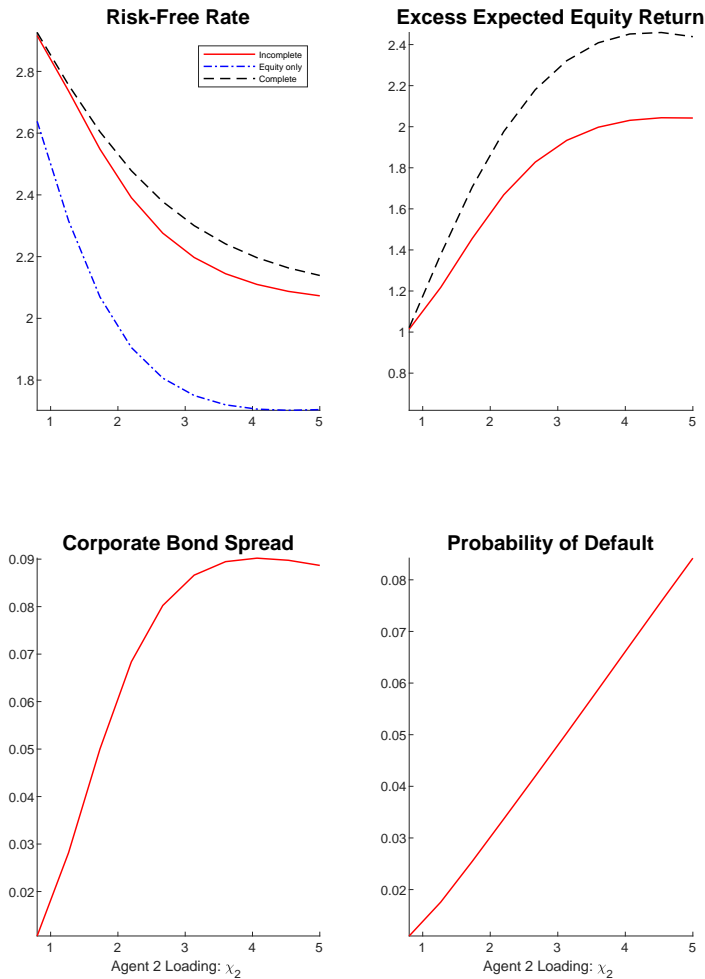 Risk-Free Rate
Incomplete
Equity only
Complete
2.8
2.6
2.4
2.2
2
1.8
1 2 3 4 5
Excess Expected Equity Return
2.4
2.2
2
1.8
1.6
1.4
1.2
1
0.8
1 2 3 4 5
Corporate Bond Spread
0.09
0.08
0.07
0.06
0.05
0.04
0.03
0.02
1 2 3 4 5
Agent 2 Loading: χ₂
Probability of Default
0.08
0.07
0.06
0.05
0.04
0.03
0.02
1 2 3 4 5
Agent 2 Loading: χ₂